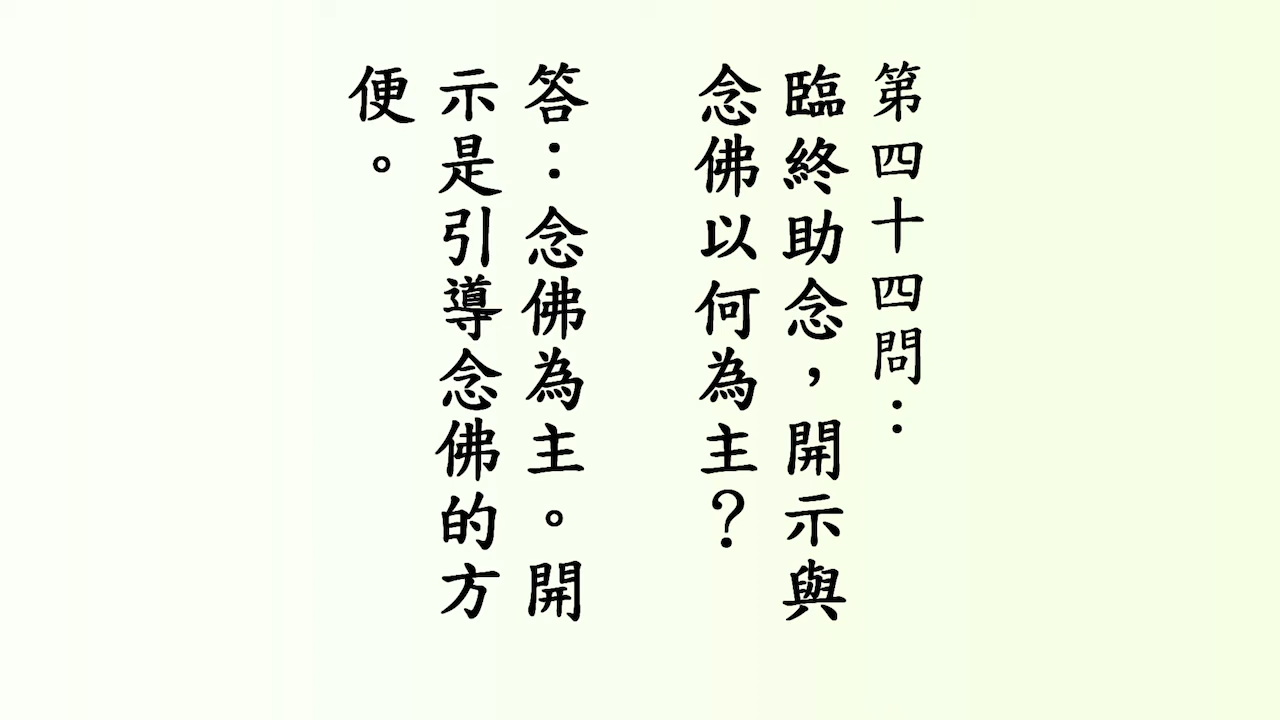 第四十四問：
臨終助念，開示與
念佛以何為主？
答：念佛為主。開
示是引導念佛的方
便。